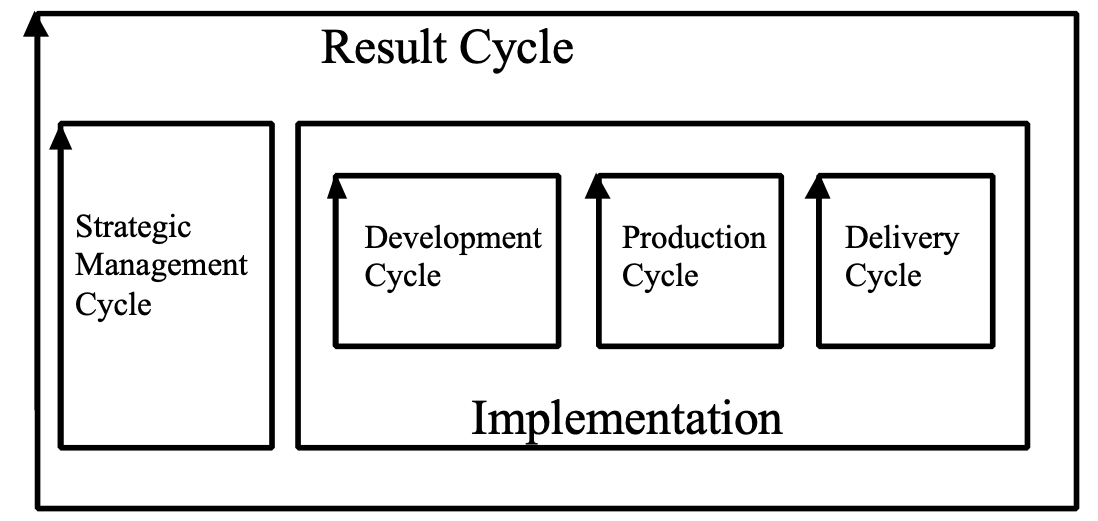 Result Cycle
Strategic
Management
Cycle
Development
Cycle
Production
Cycle
Delivery
Cycle
Implementation